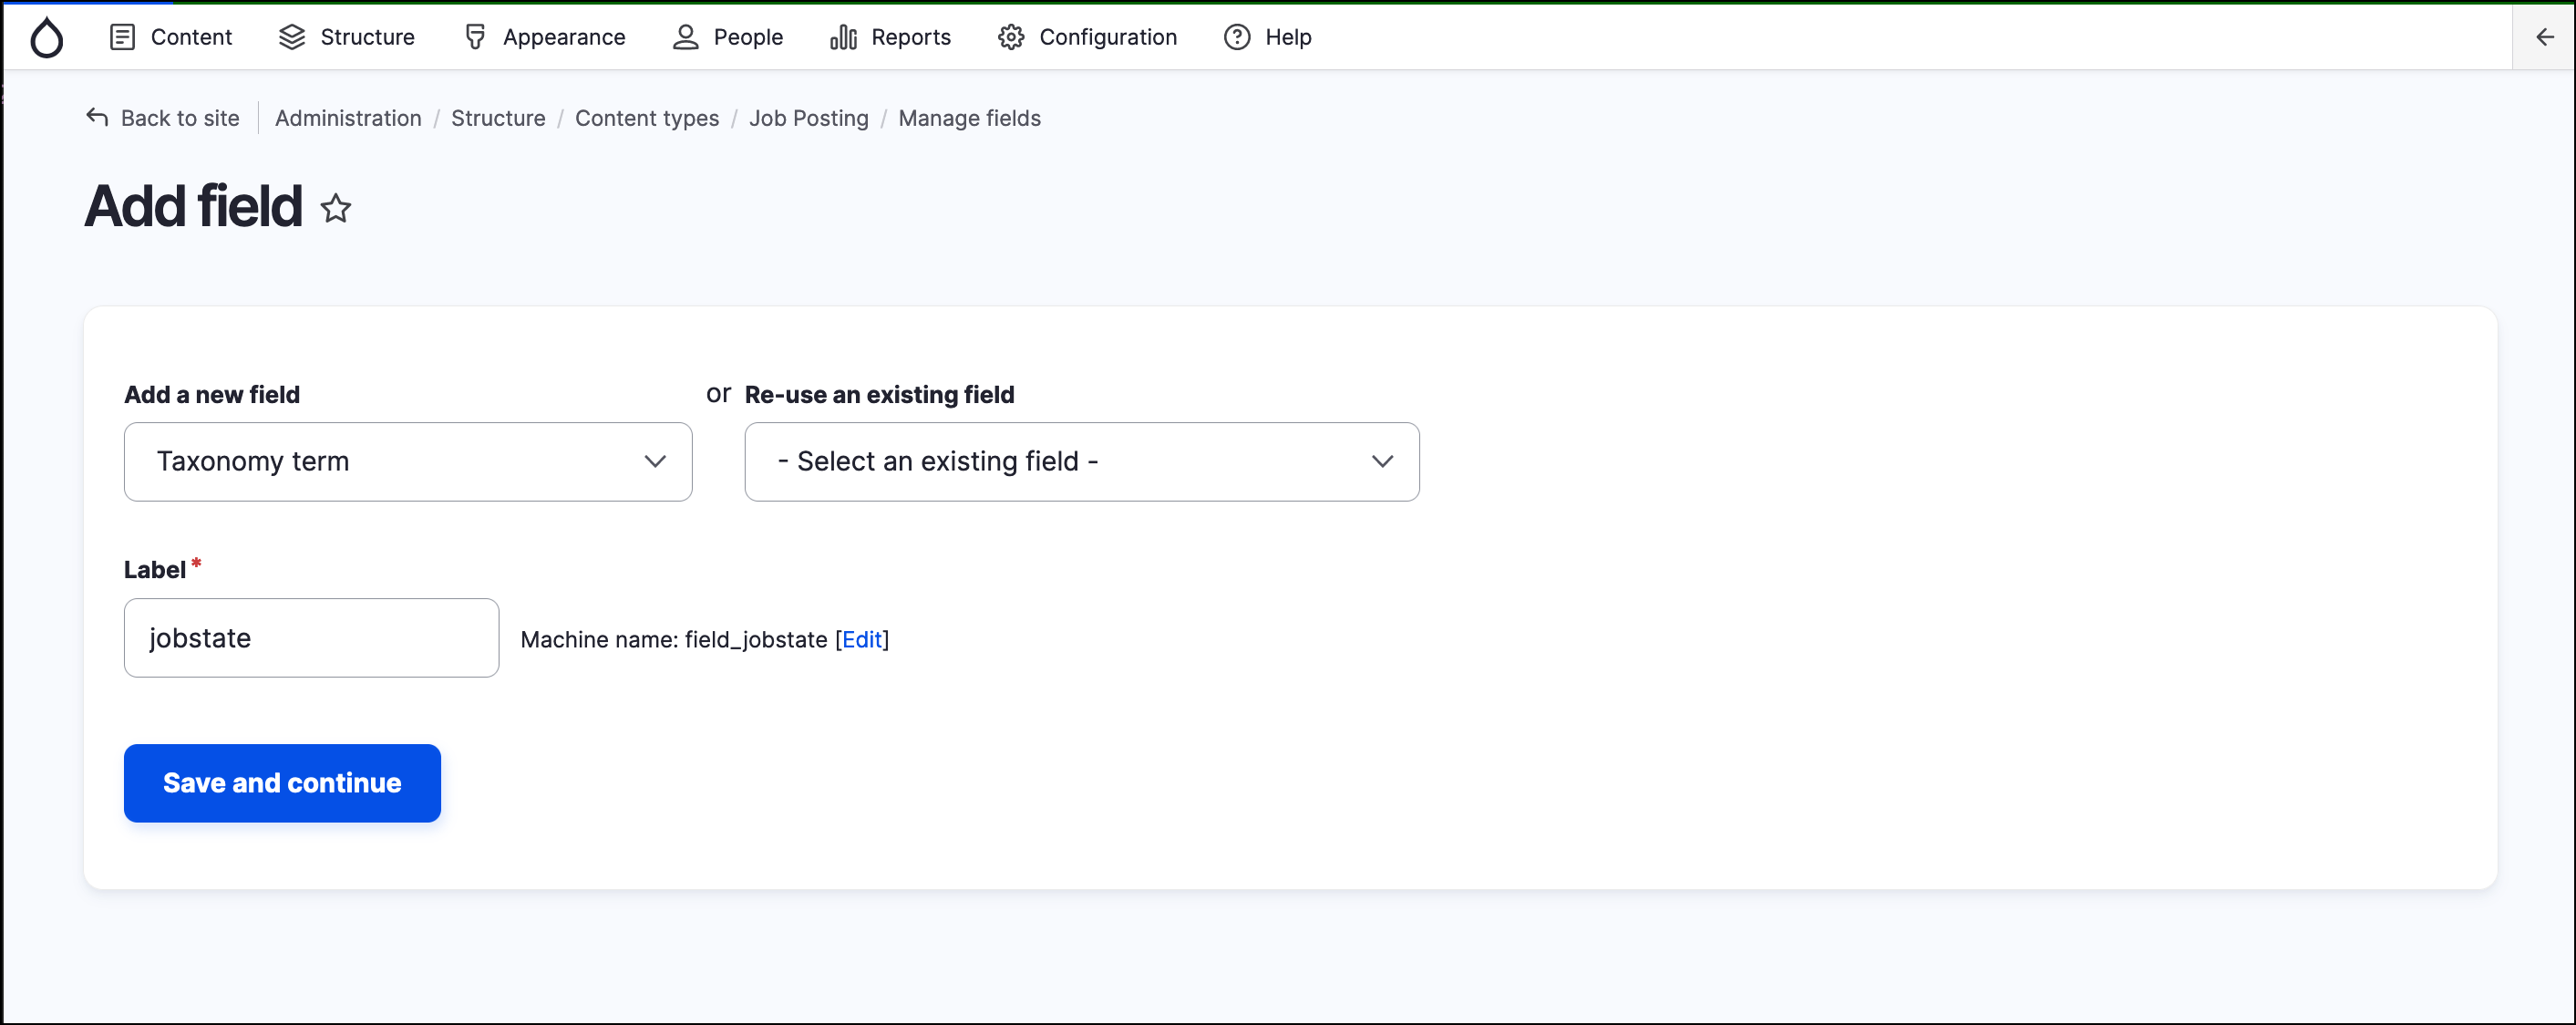 Content Structure Appearance People Reports Configuration Help
Back to site Administration / Structure / Content types / Job Posting / Manage fields
Add field
Add a new field or Re-use an existing field
Taxonomy term - Select an existing field -
Label *
jobstate Machine name: field_jobstate [Edit]
Save and continue